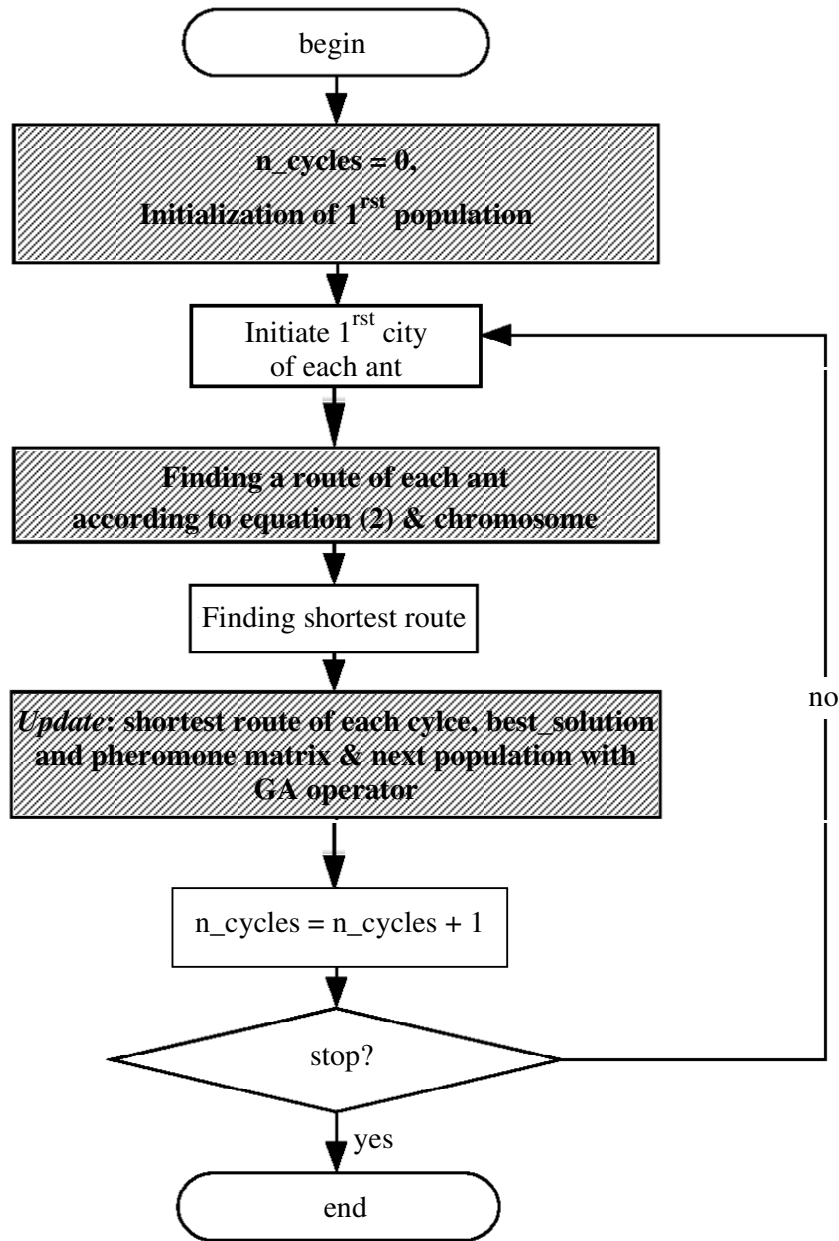 begin
n_cycles = 0,
Initialization of 1rst population
Initiate 1rst city
of each ant
Finding a route of each ant
according to equation (2) & chromosome
Finding shortest route
Update: shortest route of each cylce, best_solution
and pheromone matrix & next population with
GA operator
no
n_cycles = n_cycles + 1
stop?
yes
end